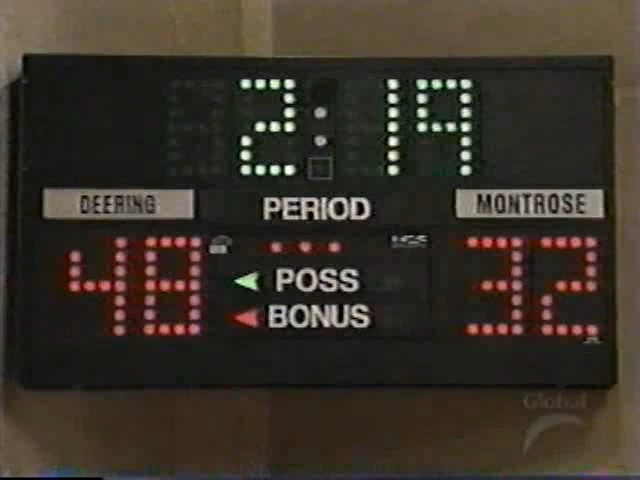 2:19
DEERING PERIOD MONTROSE
48 32
POSS
BONUS
Global